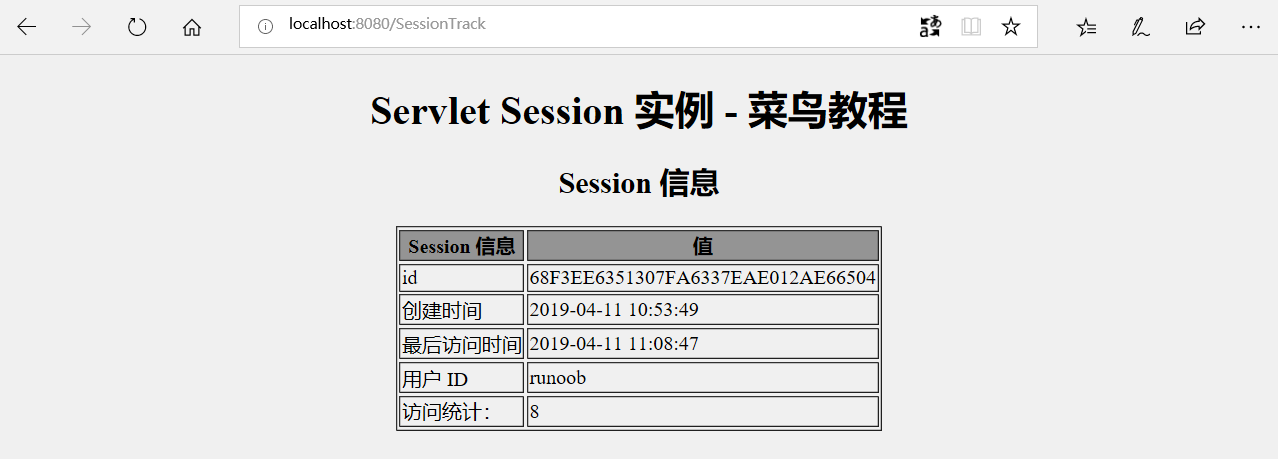 localhost:8080/SessionTrack
Servlet Session 实例 - 菜鸟教程
Session 信息
Session 信息 值
id 68F3EE6351307FA6337EAE012AE66504
创建时间 2019-04-11 10:53:49
最后访问时间 2019-04-11 11:08:47
用户 ID runoob
访问统计： 8